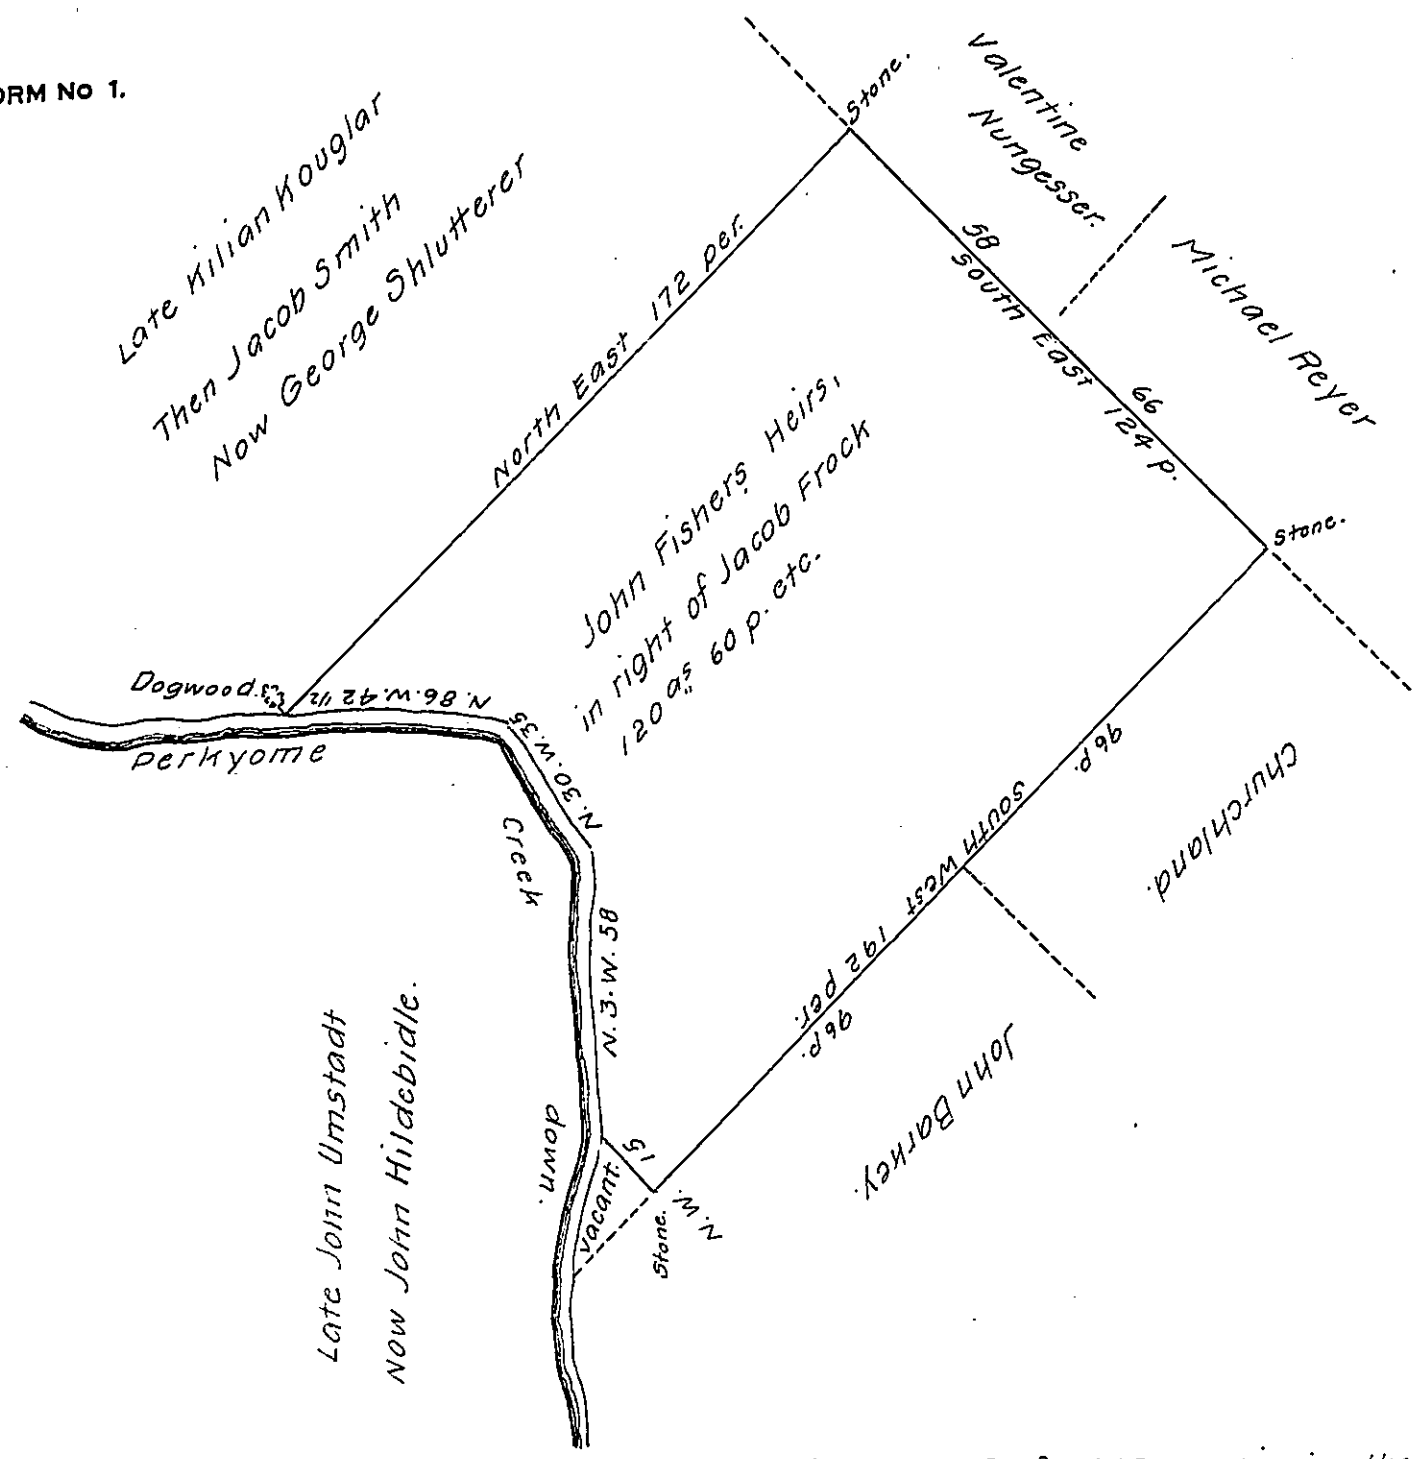 ORM No 1.
Late Kilian Kouglar
Then Jacob Smith
Now George Shlutterer
Stone.
Valentine
Nungesser.
Michael Reyer
North East 172 per.
58
South East 124 p.
66
John Fishers Heirs,
in right of Jacob Frock
120 as. 60 p. etc.
Stone.
Dogwood.
N. 86. W. 42 1/2
N. 30. W. 35
Perkyome
Creek
N. 3. W. 58
down.
96 p.
South West 192 per.
96 p.
Churchland.
John Barkey.
15
N. W.
vacant.
Stone.
Late John Umstadt
Now John Hildebidle.